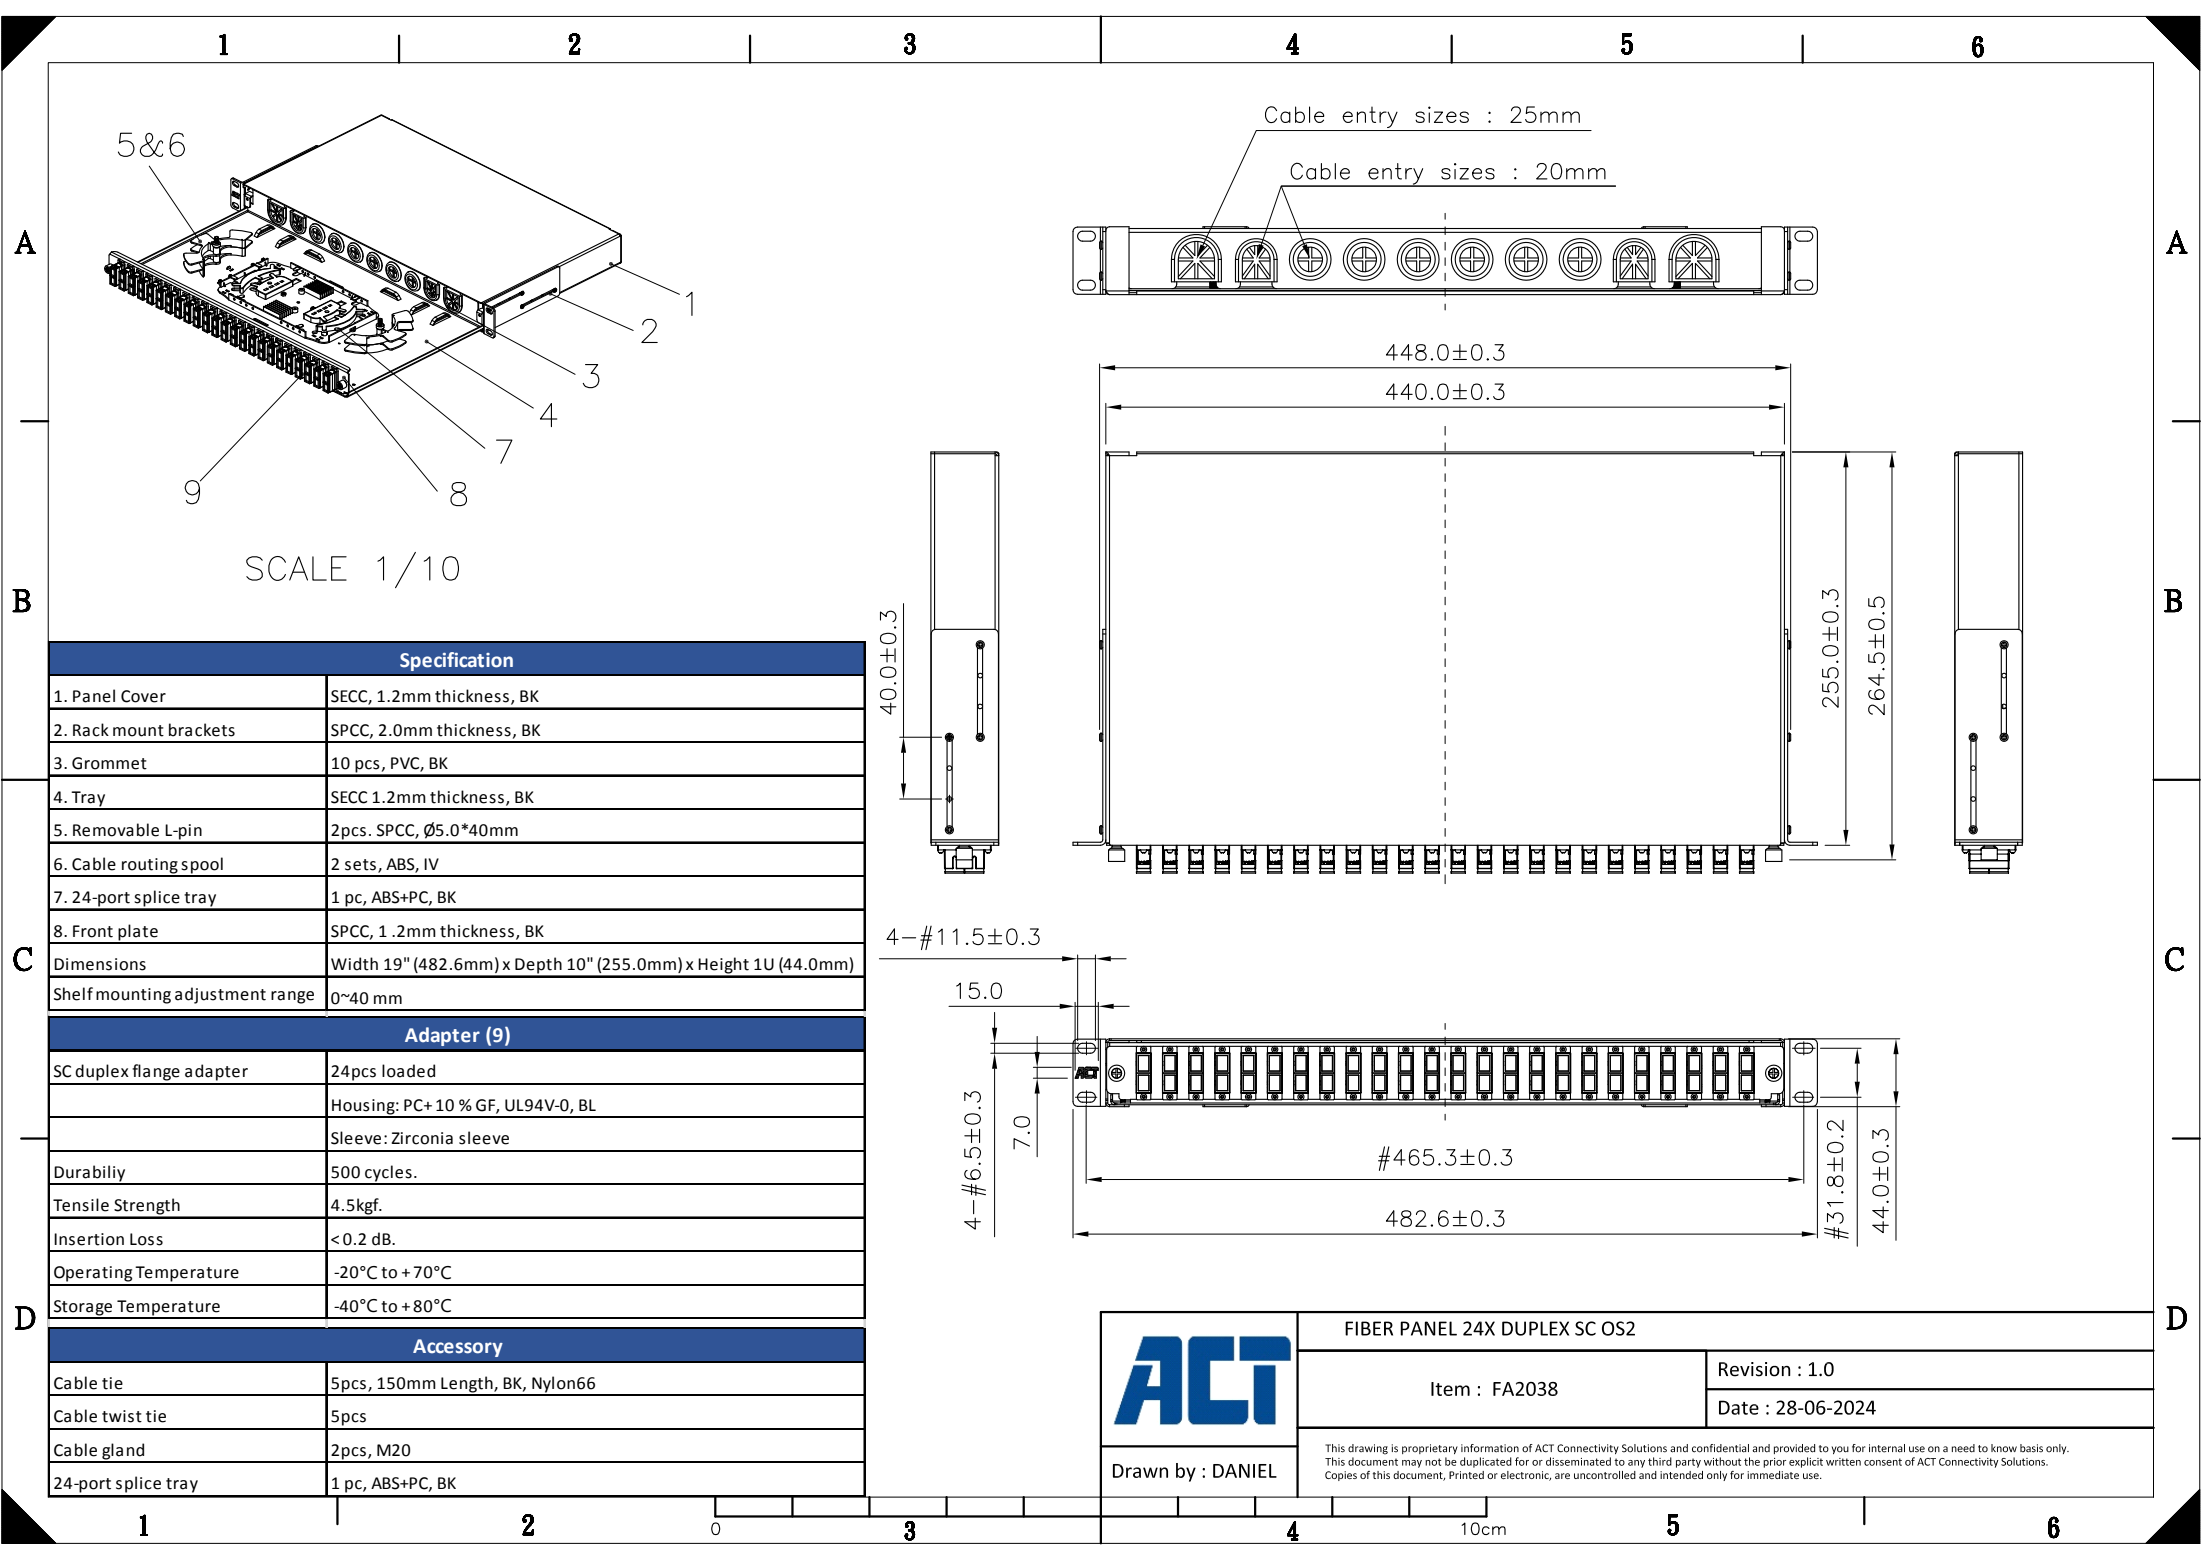 1 2 3 4 5 6
A
B
C
D
A
B
C
D
5&6
1
2
3
4
7
8
9
SCALE 1/10
Cable entry sizes : 25mm
Cable entry sizes : 20mm
448.0±0.3
440.0±0.3
40.0±0.3
255.0±0.3
264.5±0.5
4-#11.5±0.3
15.0
ACT
4-#6.5±0.3
7.0
#465.3±0.3
482.6±0.3
#31.8±0.2
44.0±0.3
Specification
1. Panel Cover SECC, 1.2mm thickness, BK
2. Rack mount brackets SPCC, 2.0mm thickness, BK
3. Grommet 10 pcs, PVC, BK
4. Tray SECC 1.2mm thickness, BK
5. Removable L-pin 2pcs. SPCC, Ø5.0*40mm
6. Cable routing spool 2 sets, ABS, IV
7. 24-port splice tray 1 pc, ABS+PC, BK
8. Front plate SPCC, 1 .2mm thickness, BK
Dimensions Width 19" (482.6mm) x Depth 10" (255.0mm) x Height 1U (44.0mm)
Shelf mounting adjustment range 0~40 mm
Adapter (9)
SC duplex flange adapter 24pcs loaded
Housing: PC+ 10 % GF, UL94V-0, BL
Sleeve: Zirconia sleeve
Durabiliy 500 cycles.
Tensile Strength 4.5kgf.
Insertion Loss < 0.2 dB.
Operating Temperature -20°C to + 70°C
Storage Temperature -40°C to + 80°C
Accessory
Cable tie 5pcs, 150mm Length, BK, Nylon66
Cable twist tie 5pcs
Cable gland 2pcs, M20
24-port splice tray 1 pc, ABS+PC, BK
ACT
Drawn by : DANIEL
FIBER PANEL 24X DUPLEX SC OS2
Item : FA2038
Revision : 1.0
Date : 28-06-2024
This drawing is proprietary information of ACT Connectivity Solutions and confidential and provided to you for internal use on a need to know basis only.
This document may not be duplicated for or disseminated to any third party without the prior explicit written consent of ACT Connectivity Solutions.
Copies of this document, Printed or electronic, are uncontrolled and intended only for immediate use.
1 2 3 4 5 6
0 10cm